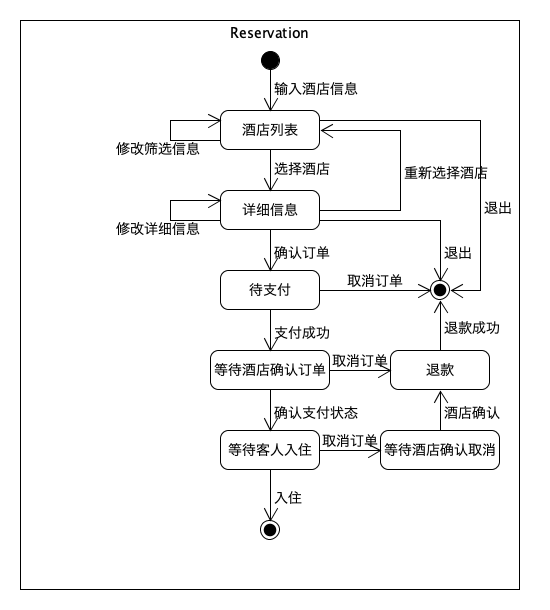 Reservation
输入酒店信息
酒店列表
修改筛选信息
选择酒店
重新选择酒店
退出
详细信息
修改详细信息
确认订单
退出
待支付
取消订单
支付成功
退款成功
等待酒店确认订单
取消订单
退款
确认支付状态
酒店确认
等待客人入住
取消订单
等待酒店确认取消
入住